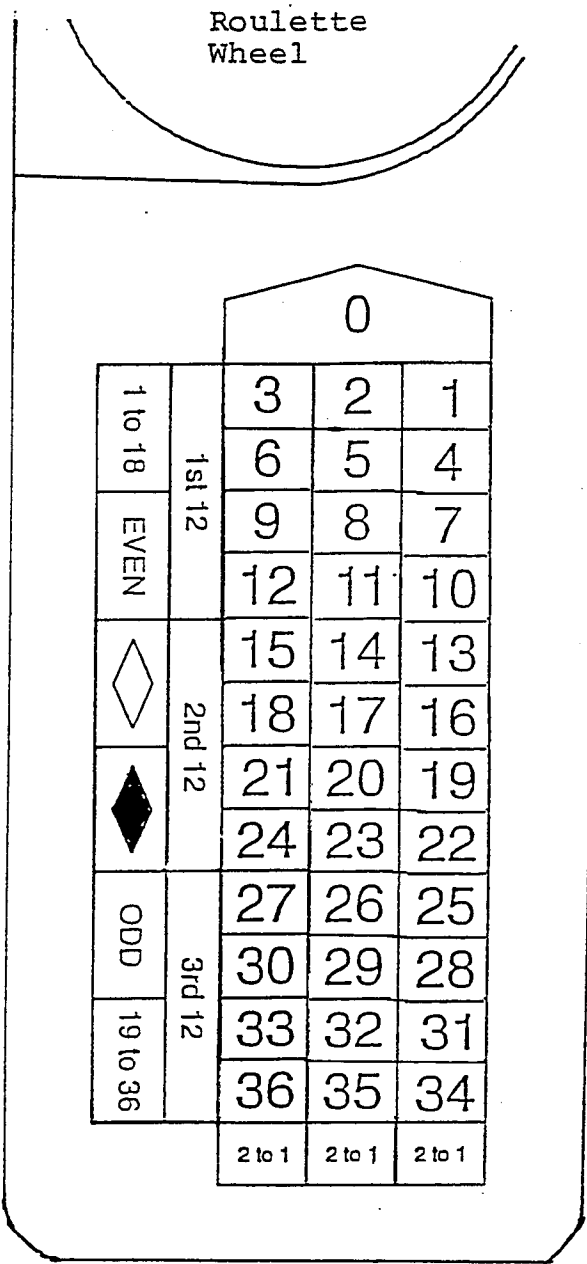 Roulette
Wheel
0
3 2 1
6 5 4
9 8 7
12 11 10
15 14 13
18 17 16
21 20 19
24 23 22
27 26 25
30 29 28
33 32 31
36 35 34
2 to 1 2 to 1 2 to 1
1st 12
2nd 12
3rd 12
1 to 18
EVEN
ODD
19 to 36